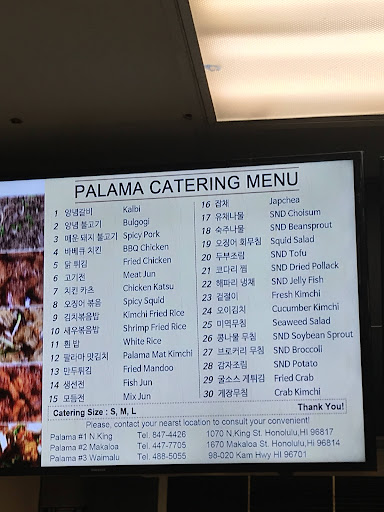 PALAMA CATERING MENU
1 양념갈비 Kalbi
2 양념 불고기 Bulgogi
3 매운 돼지 불고기 Spicy Pork
4 바베큐 치킨 BBQ Chicken
5 닭 튀김 Fried Chicken
6 고기전 Meat Jun
7 치킨 카츠 Chicken Katsu
8 오징어 볶음 Spicy Squid
9 김치볶음밥 Kimchi Fried Rice
10 새우볶음밥 Shrimp Fried Rice
11 흰 밥 White Rice
12 팔라마 맛김치 Palama Mat Kimchi
13 만두튀김 Fried Mandoo
14 생선전 Fish Jun
15 모듬전 Mix Jun
16 잡채 Japchea
17 유채나물 SND Choisum
18 숙주나물 SND Beansprout
19 오징어 회무침 Squid Salad
20 두부조림 SND Tofu
21 코다리 찜 SND Dried Pollack
22 해파리 냉채 SND Jelly Fish
23 겉절이 Fresh Kimchi
24 오이김치 Cucumber Kimchi
25 미역무침 Seaweed Salad
26 콩나물 무침 SND Soybean Sprout
27 브로커리 무침 SND Broccoli
28 감자조림 SND Potato
29 굴소스 게튀김 Fried Crab
30 게장무침 Crab Kimchi
Catering Size : S, M, L Thank You!
Please, contact your nearest location to consult your convenient!
Palama #1 N.King Tel. 847-4426 1070 N.King St. Honolulu,HI 96817
Palama #2 Makaloa Tel. 447-7705 1670 Makaloa St. Honolulu,HI 96814
Palama #3 Waimalu Tel. 488-5055 98-020 Kam Hwy HI 96701